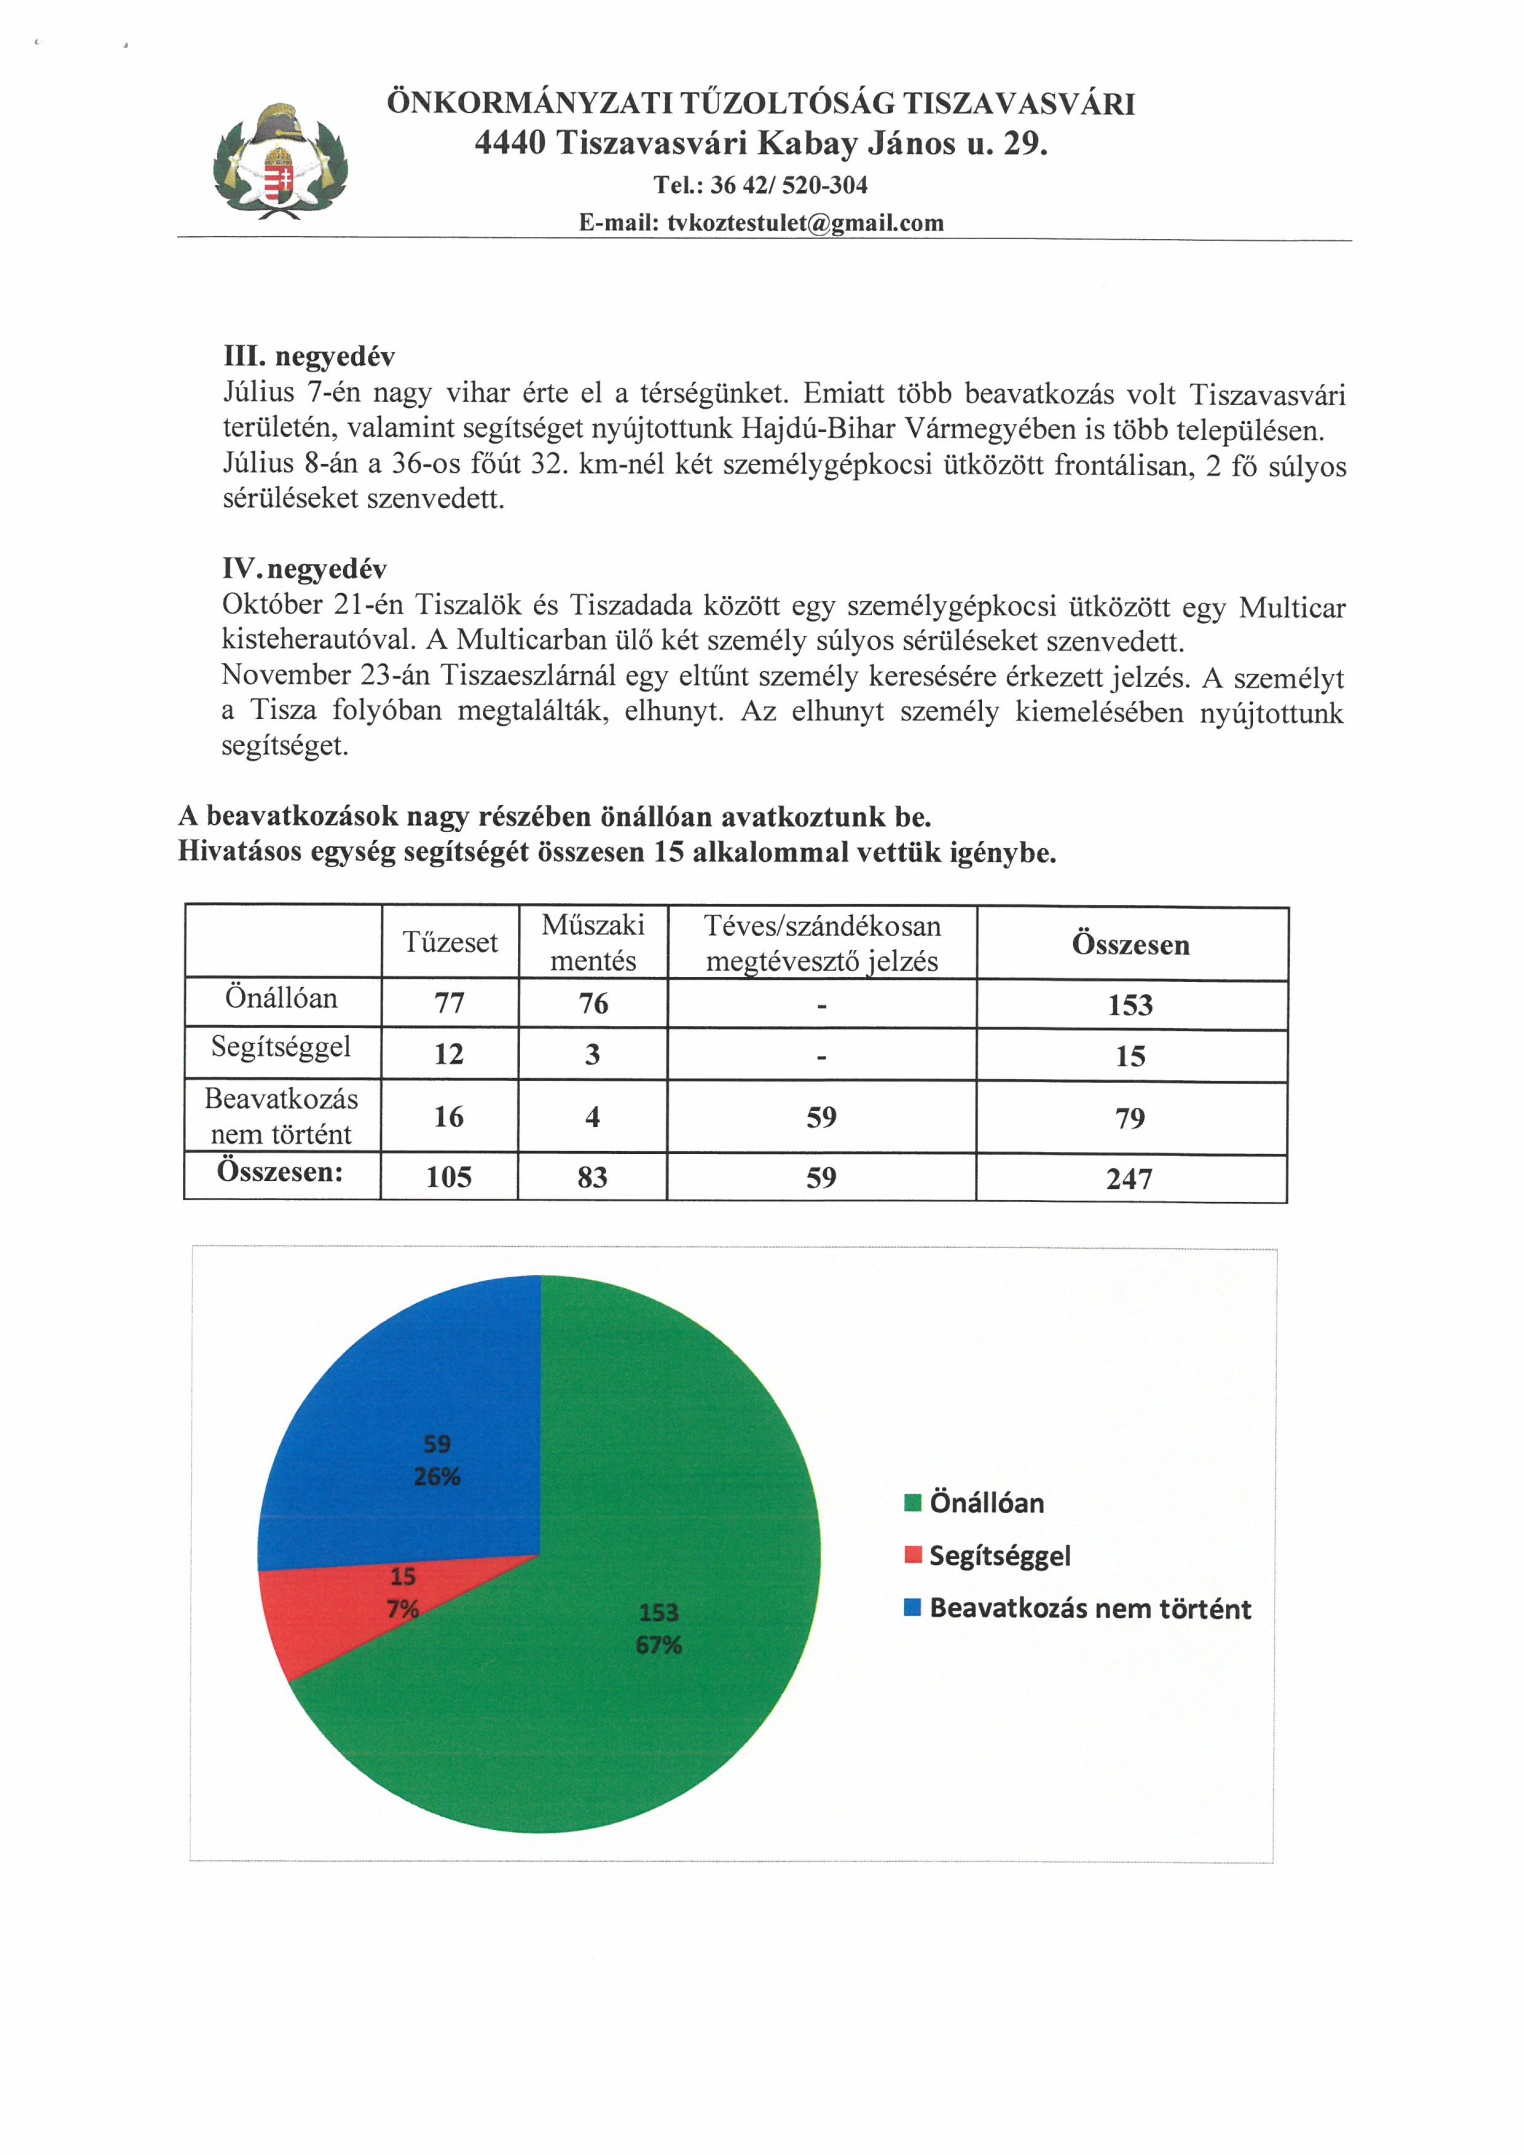 ÖNKORMÁNYZATI TŰZOLTÓSÁG TISZAVASVÁRI
4440 Tiszavasvári Kabay János u. 29.
Tel.: 36 42/ 520-304
E-mail: tvkoztestulet@gmail.com
III. negyedév
Július 7-én nagy vihar érte el a térségünket. Emiatt több beavatkozás volt Tiszavasvári
területén, valamint segítséget nyújtottunk Hajdú-Bihar Vármegyében is több településen.
Július 8-án a 36-os főút 32. km-nél két személygépkocsi ütközött frontálisan, 2 fő súlyos
sérüléseket szenvedett.
IV. negyedév
Október 21-én Tiszalök és Tiszadada között egy személygépkocsi ütközött egy Multicar
kisteherautóval. A Multicarban ülő két személy súlyos sérüléseket szenvedett.
November 23-án Tiszaeszlárnál egy eltűnt személy keresésére érkezett jelzés. A személyt
a Tisza folyóban megtalálták, elhunyt. Az elhunyt személy kiemelésében nyújtottunk
segítséget.
A beavatkozások nagy részében önállóan avatkoztunk be.
Hivatásos egység segítségét összesen 15 alkalommal vettük igénybe.
Tűzeset Műszaki mentés Téves/szándékosan megtévesztő jelzés Összesen
Önállóan 77 76 - 153
Segítséggel 12 3 - 15
Beavatkozás nem történt 16 4 59 79
Összesen: 105 83 59 247
59
26%
15
7%
153
67%
Önállóan
Segítséggel
Beavatkozás nem történt